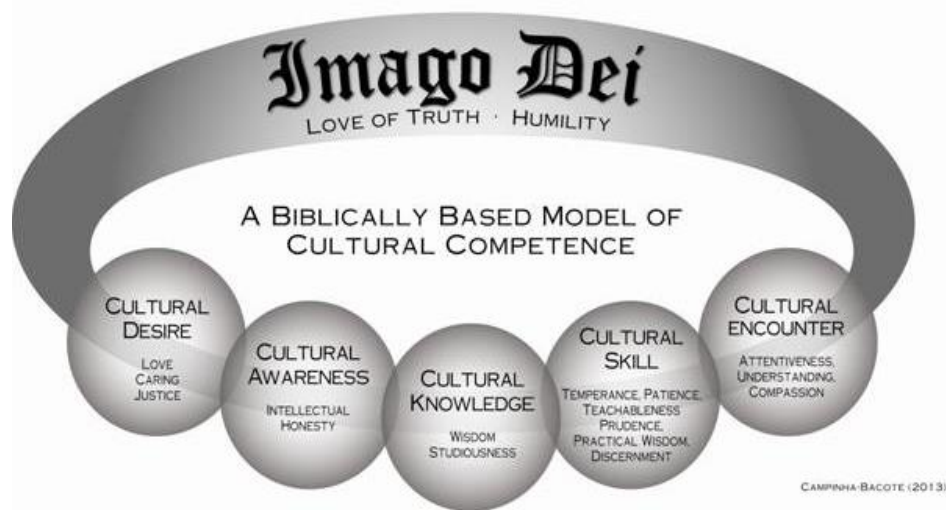 Imago Dei
LOVE OF TRUTH · HUMILITY
A BIBLICALLY BASED MODEL OF
CULTURAL COMPETENCE
CULTURAL
DESIRE
LOVE
CARING
JUSTICE
CULTURAL
AWARENESS
INTELLECTUAL
HONESTY
CULTURAL
KNOWLEDGE
WISDOM
STUDIOUSNESS
CULTURAL
SKILL
TEMPERANCE, PATIENCE,
TEACHABLENESS
PRUDENCE,
PRACTICAL WISDOM,
DISCERNMENT
CULTURAL
ENCOUNTER
ATTENTIVENESS,
UNDERSTANDING,
COMPASSION
CAMPINHA-BACOTE (2013)